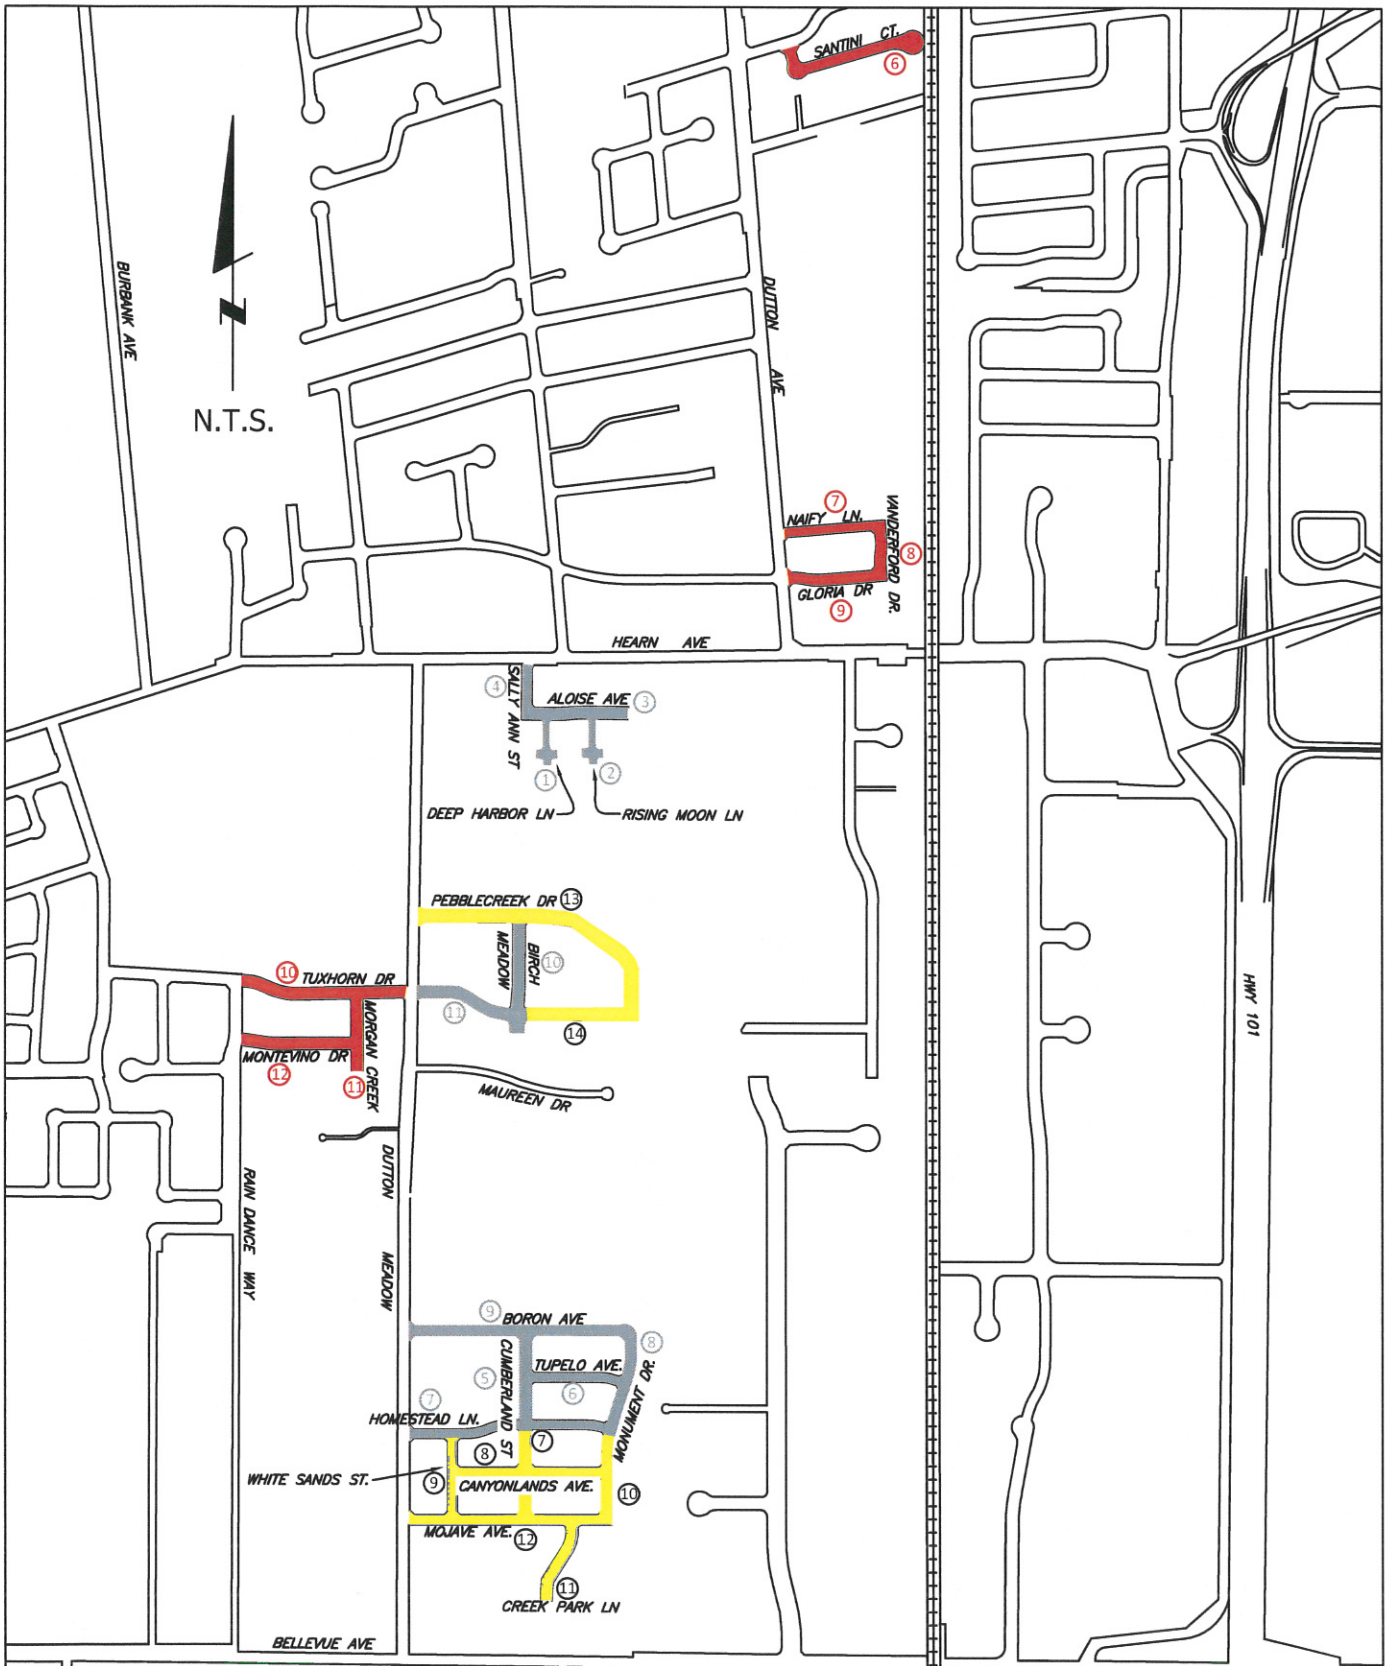 SANTINI CT.
6
BURBANK AVE
DUTTON AVE
N
N.T.S.
7
NAIFY LN.
VANDERFORD DR.
8
GLORIA DR
9
HEARN AVE
4
SALLY ANN ST
ALOISE AVE
3
1
2
DEEP HARBOR LN
RISING MOON LN
PEBBLECREEK DR
13
BIRCH
MEADOW
10
10
TUXHORN DR
11
14
MORGAN CREEK
MONTEVINO DR
12
11
HWY 101
MAUREEN DR
DUTTON MEADOW
RAIN DANCE WAY
9
BORON AVE
8
CUMBERLAND ST
5
TUPELO AVE.
6
MONUMENT DR.
7
HOMESTEAD LN.
7
8
WHITE SANDS ST.
9
CANYONLANDS AVE.
10
MOJAVE AVE.
12
11
CREEK PARK LN
BELLEVUE AVE